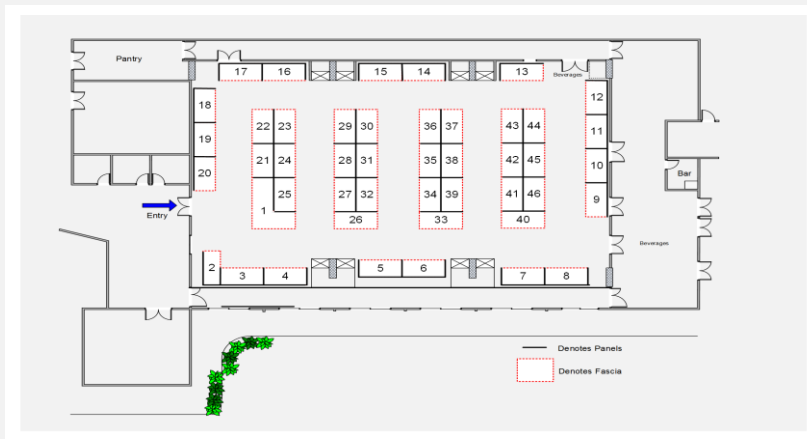 Pantry
17 16 15 14 13
Beverages
18 12
22 23 29 30 36 37 43 44
19 11
21 24 28 31 35 38 42 45
20 10
Bar
25 27 32 34 39 41 46
9
1
Entry
26 33 40
Beverages
2
3 4 5 6 7 8
Denotes Panels
Denotes Fascia